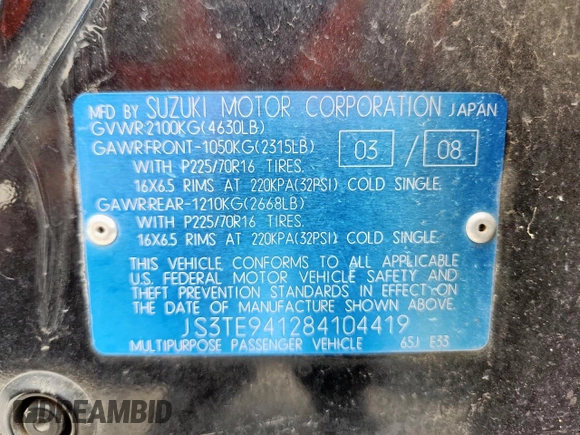 MFD BY SUZUKI MOTOR CORPORATION JAPAN
GVWR:2100KG(4630LB)
GAWR:FRONT-1050KG(2315LB) 03 / 08
WITH P225/70R16 TIRES.
16X6.5 RIMS AT 220KPA(32PSI) COLD SINGLE.
GAWR:REAR-1210KG(2668LB)
WITH P225/70R16 TIRES.
16X6.5 RIMS AT 220KPA(32PSI) COLD SINGLE.
THIS VEHICLE CONFORMS TO ALL APPLICABLE
U.S. FEDERAL MOTOR VEHICLE SAFETY AND
THEFT PREVENTION STANDARDS IN EFFECT ON
THE DATE OF MANUFACTURE SHOWN ABOVE.
JS3TE941284104419
MULTIPURPOSE PASSENGER VEHICLE 65J E33
DREAMBID